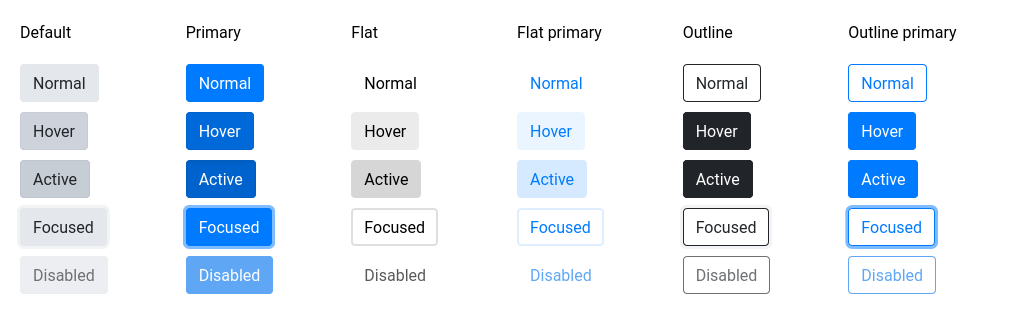 Default Primary Flat Flat primary Outline Outline primary
Normal Normal Normal Normal Normal Normal
Hover Hover Hover Hover Hover Hover
Active Active Active Active Active Active
Focused Focused Focused Focused Focused Focused
Disabled Disabled Disabled Disabled Disabled Disabled